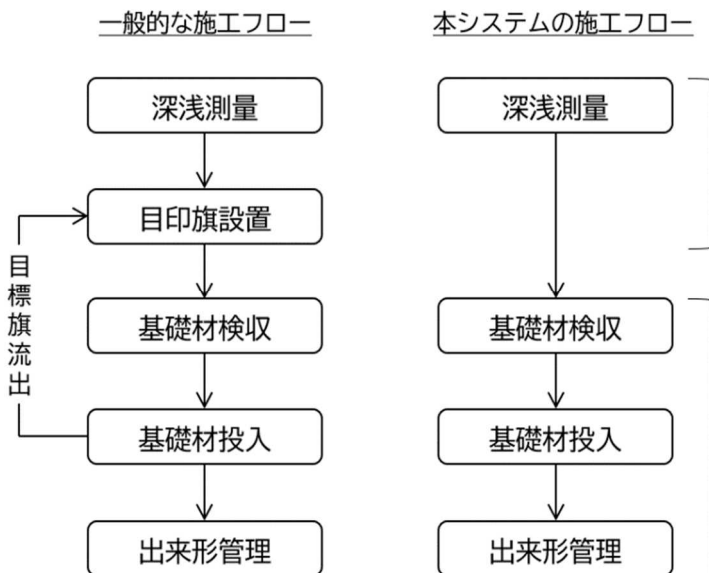 一般的な施工フロー
深浅測量
目印旗設置
基礎材検収
基礎材投入
出来形管理
目標旗流出
本システムの施工フロー
深浅測量
基礎材検収
基礎材投入
出来形管理